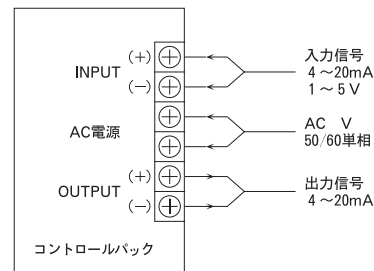 (+)
INPUT
(−)
AC電源
(+)
OUTPUT
(−)
コントロールパック
入力信号
4～20mA
1～5V
AC　V
50/60単相
出力信号
4～20mA